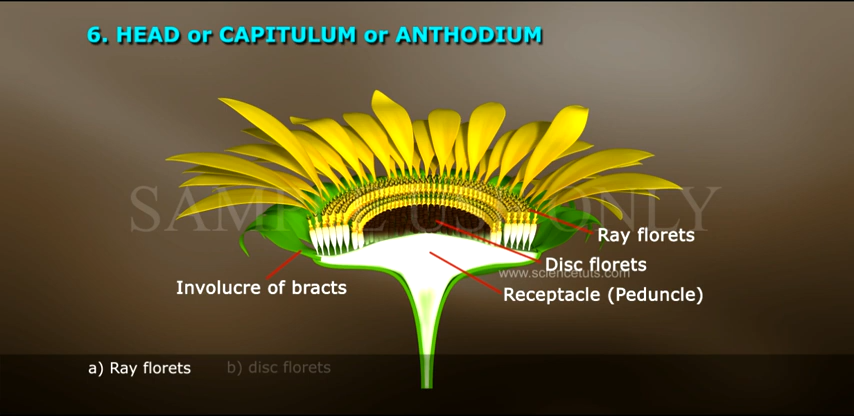 6. HEAD or CAPITULUM or ANTHODIUM
SAMPLE USE ONLY
Ray florets
Disc florets
www.sciencetuts.com
Involucre of bracts
Receptacle (Peduncle)
a) Ray florets b) disc florets